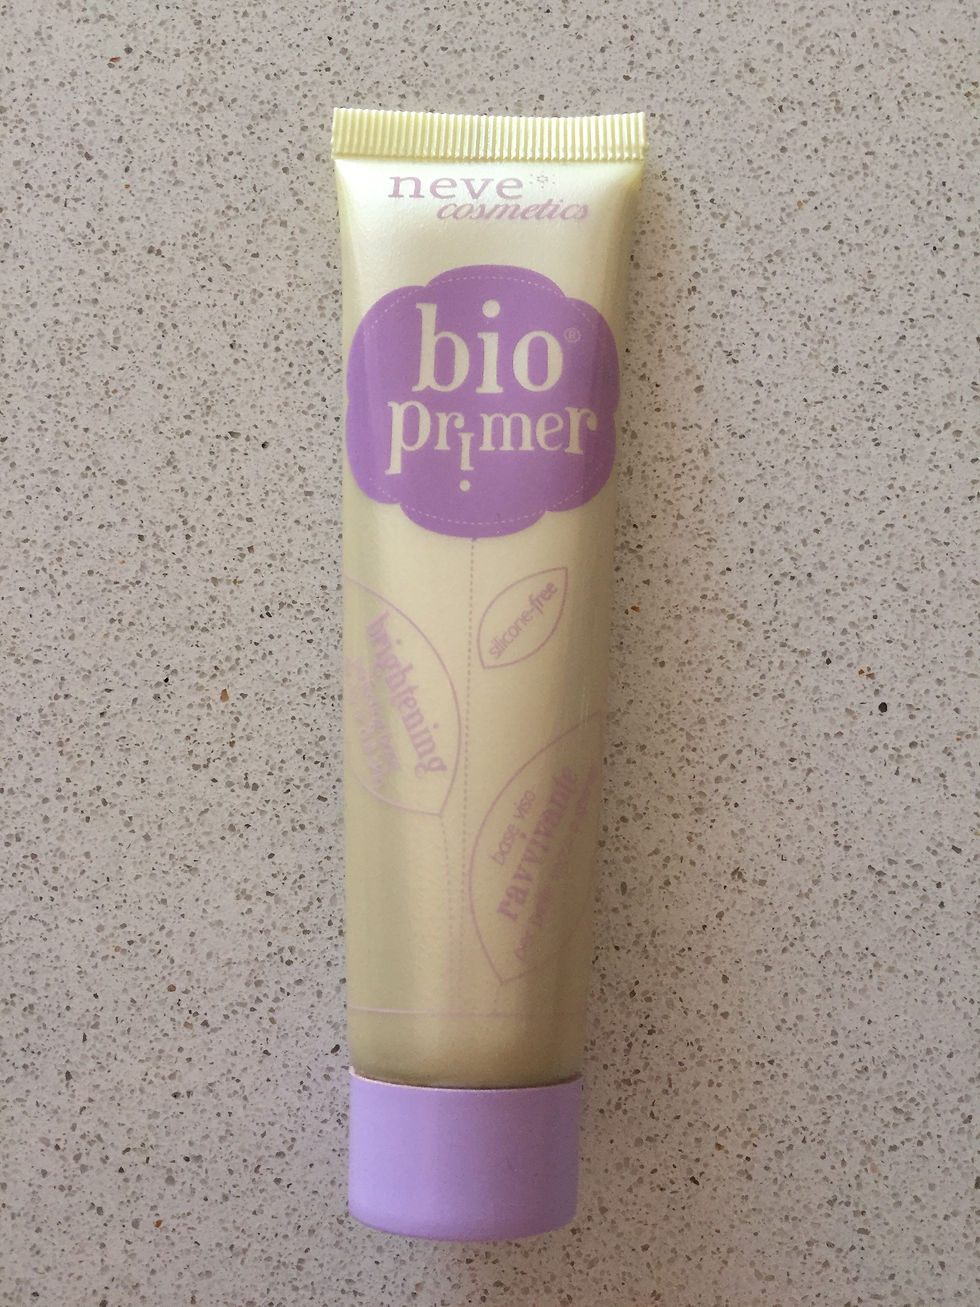 neve
cosmetics
bio®
primer
silicone-free
brightening
base viso
ravvivante